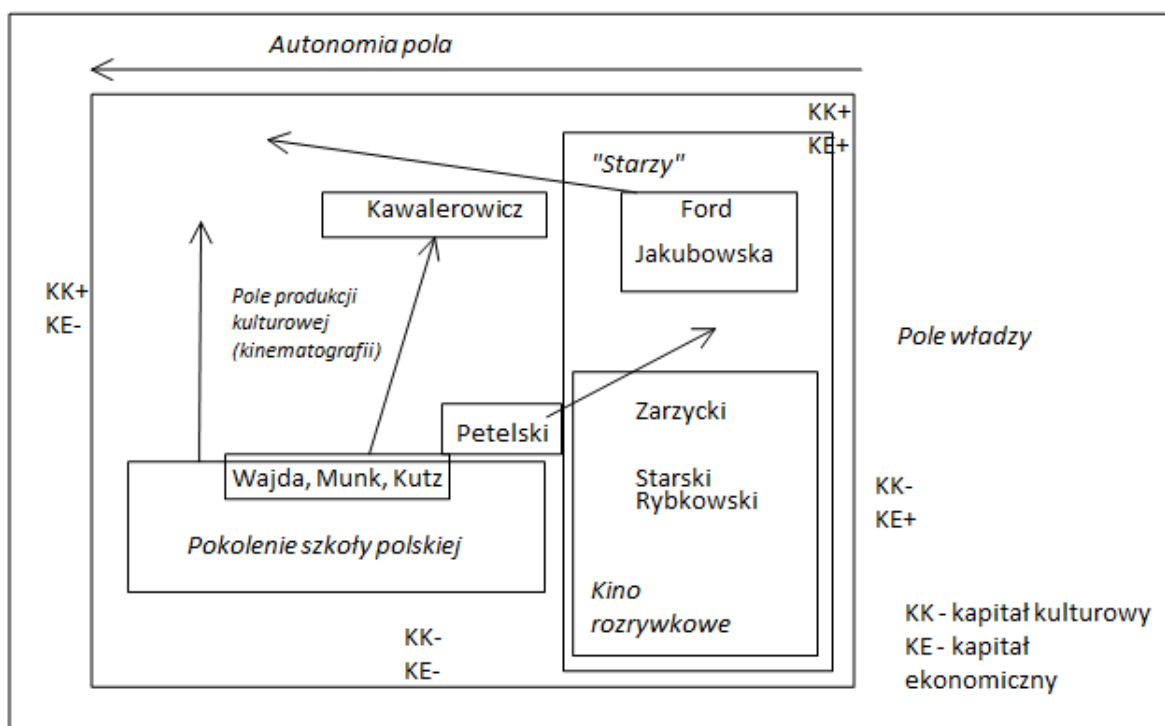 Autonomia pola
KK+
KE+
"Starzy"
Kawalerowicz
Ford
Jakubowska
KK+
KE-
Pole produkcji
kulturowej
(kinematografii)
Pole władzy
Petelski
Zarzycki
Wajda, Munk, Kutz
Starski
Rybkowski
KK-
KE+
Pokolenie szkoły polskiej
Kino
rozrywkowe
KK-
KE-
KK - kapitał kulturowy
KE - kapitał
ekonomiczny